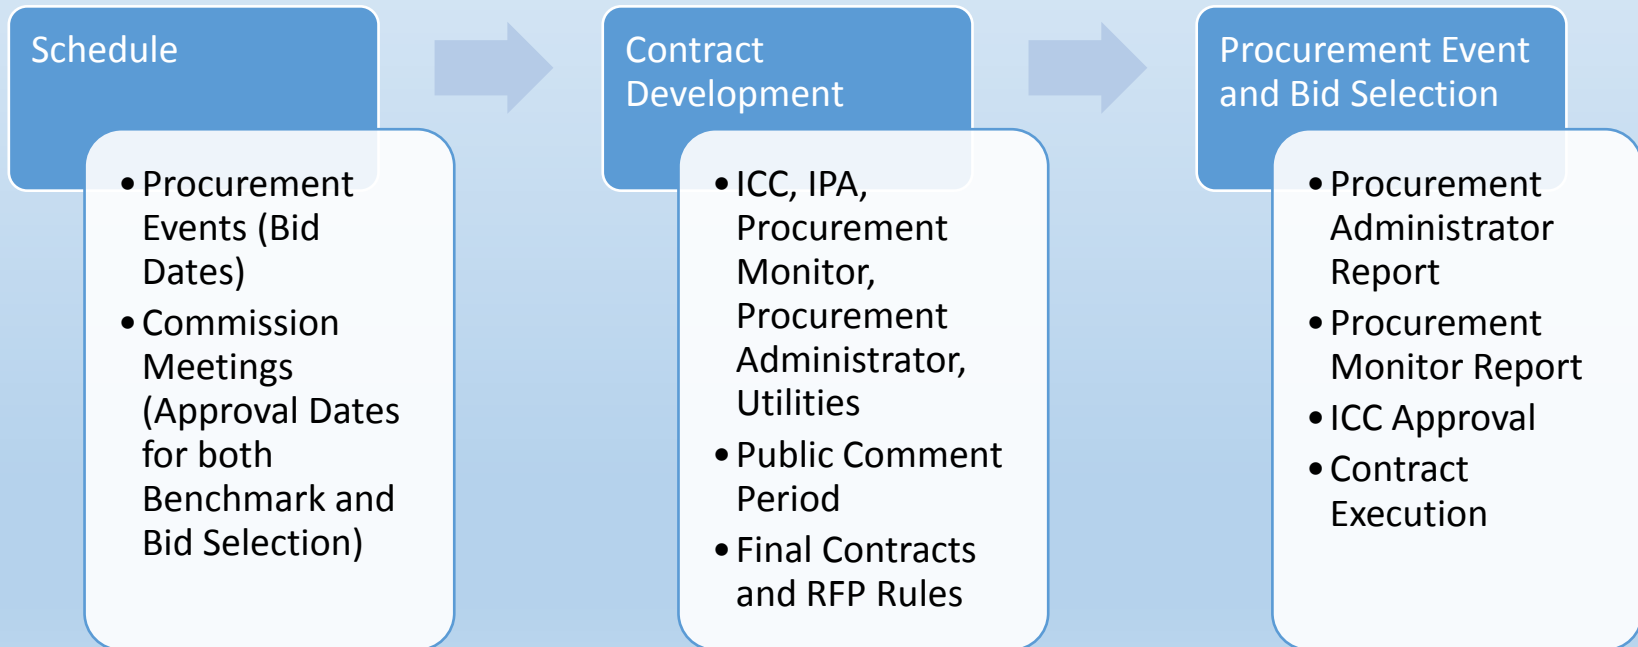 Schedule
• Procurement
Events (Bid
Dates)
• Commission
Meetings
(Approval Dates
for both
Benchmark and
Bid Selection)
Contract
Development
• ICC, IPA,
Procurement
Monitor,
Procurement
Administrator,
Utilities
• Public Comment
Period
• Final Contracts
and RFP Rules
Procurement Event
and Bid Selection
• Procurement
Administrator
Report
• Procurement
Monitor Report
• ICC Approval
• Contract
Execution